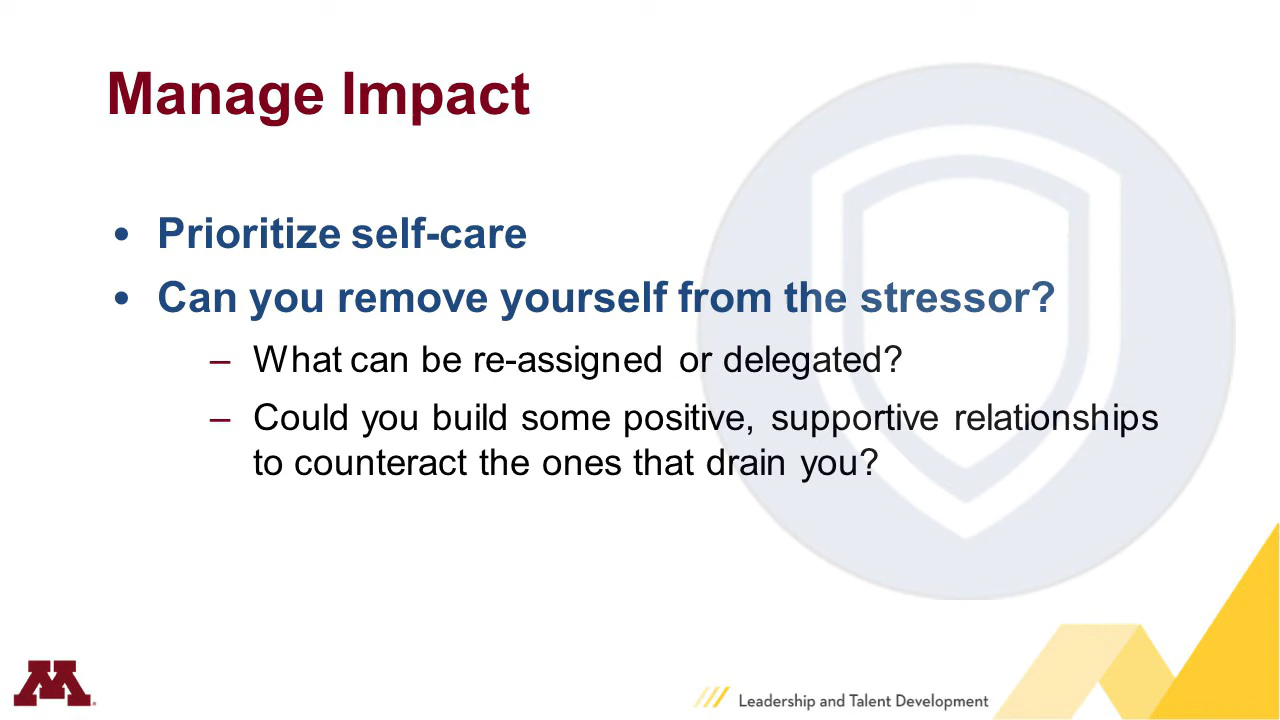 Manage Impact
• Prioritize self-care
• Can you remove yourself from the stressor?
– What can be re-assigned or delegated?
– Could you build some positive, supportive relationships
to counteract the ones that drain you?
M
Leadership and Talent Development